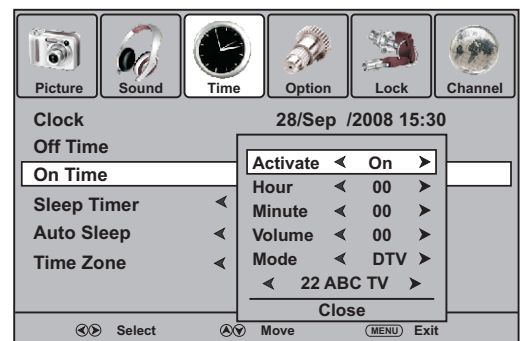 Picture Sound Time Option Lock Channel
Clock 28/Sep /2008 15:30
Off Time
On Time
Activate On
Hour 00
Sleep Timer
Minute 00
Auto Sleep
Volume 00
Time Zone
Mode DTV
22 ABC TV
Close
Select Move MENU Exit